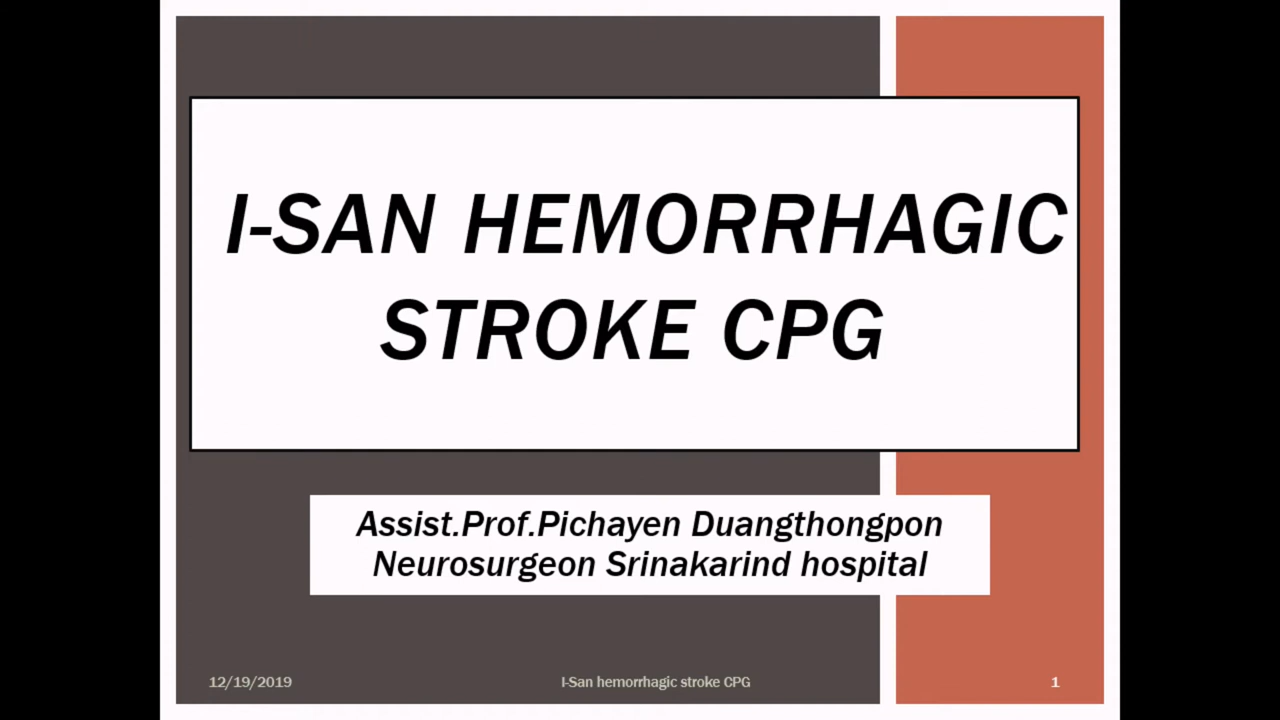 I-SAN HEMORRHAGIC
STROKE CPG
Assist.Prof.Pichayen Duangthongpon
Neurosurgeon Srinakarind hospital
12/19/2019
I-San hemorrhagic stroke CPG
1